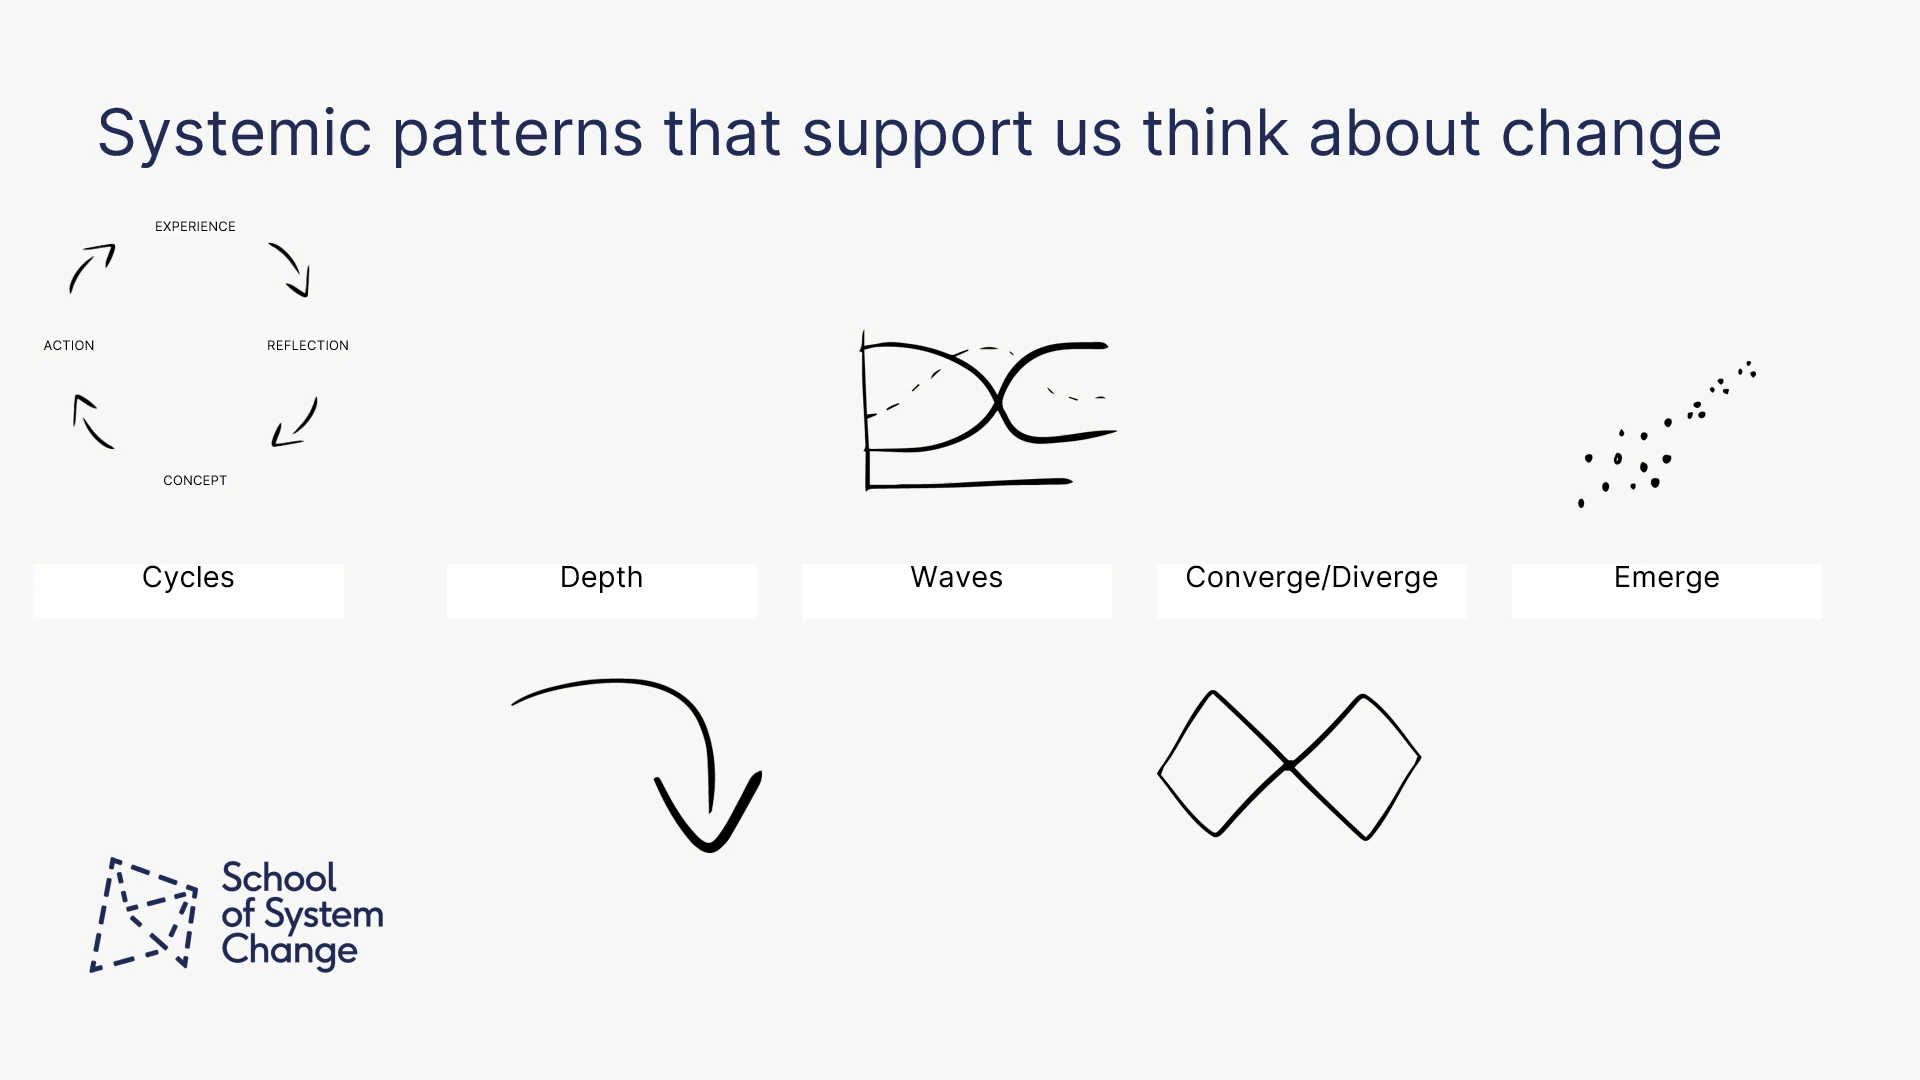 Systemic patterns that support us think about change
EXPERIENCE
ACTION
REFLECTION
CONCEPT
Cycles
Depth
Waves
Converge/Diverge
Emerge
School
of System
Change